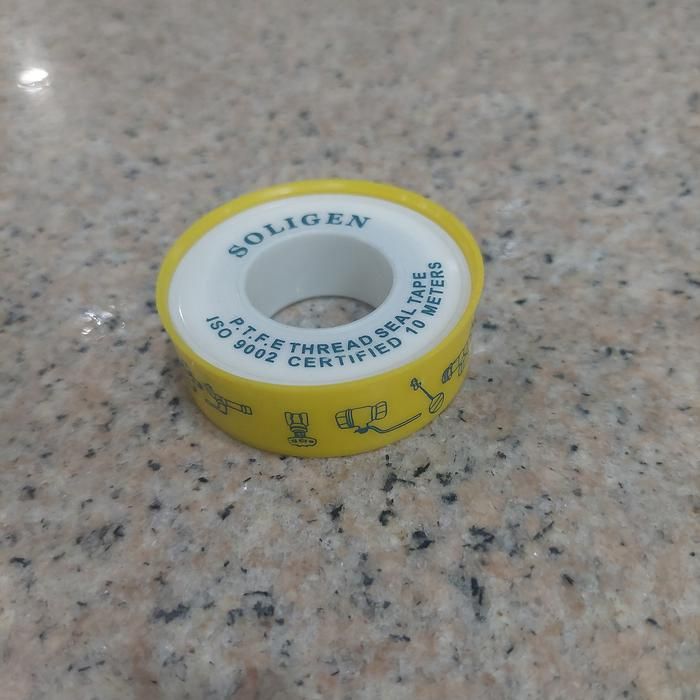 SOLIGEN
P.T.F.E THREAD SEAL TAPE
ISO 9002 CERTIFIED 10 METERS